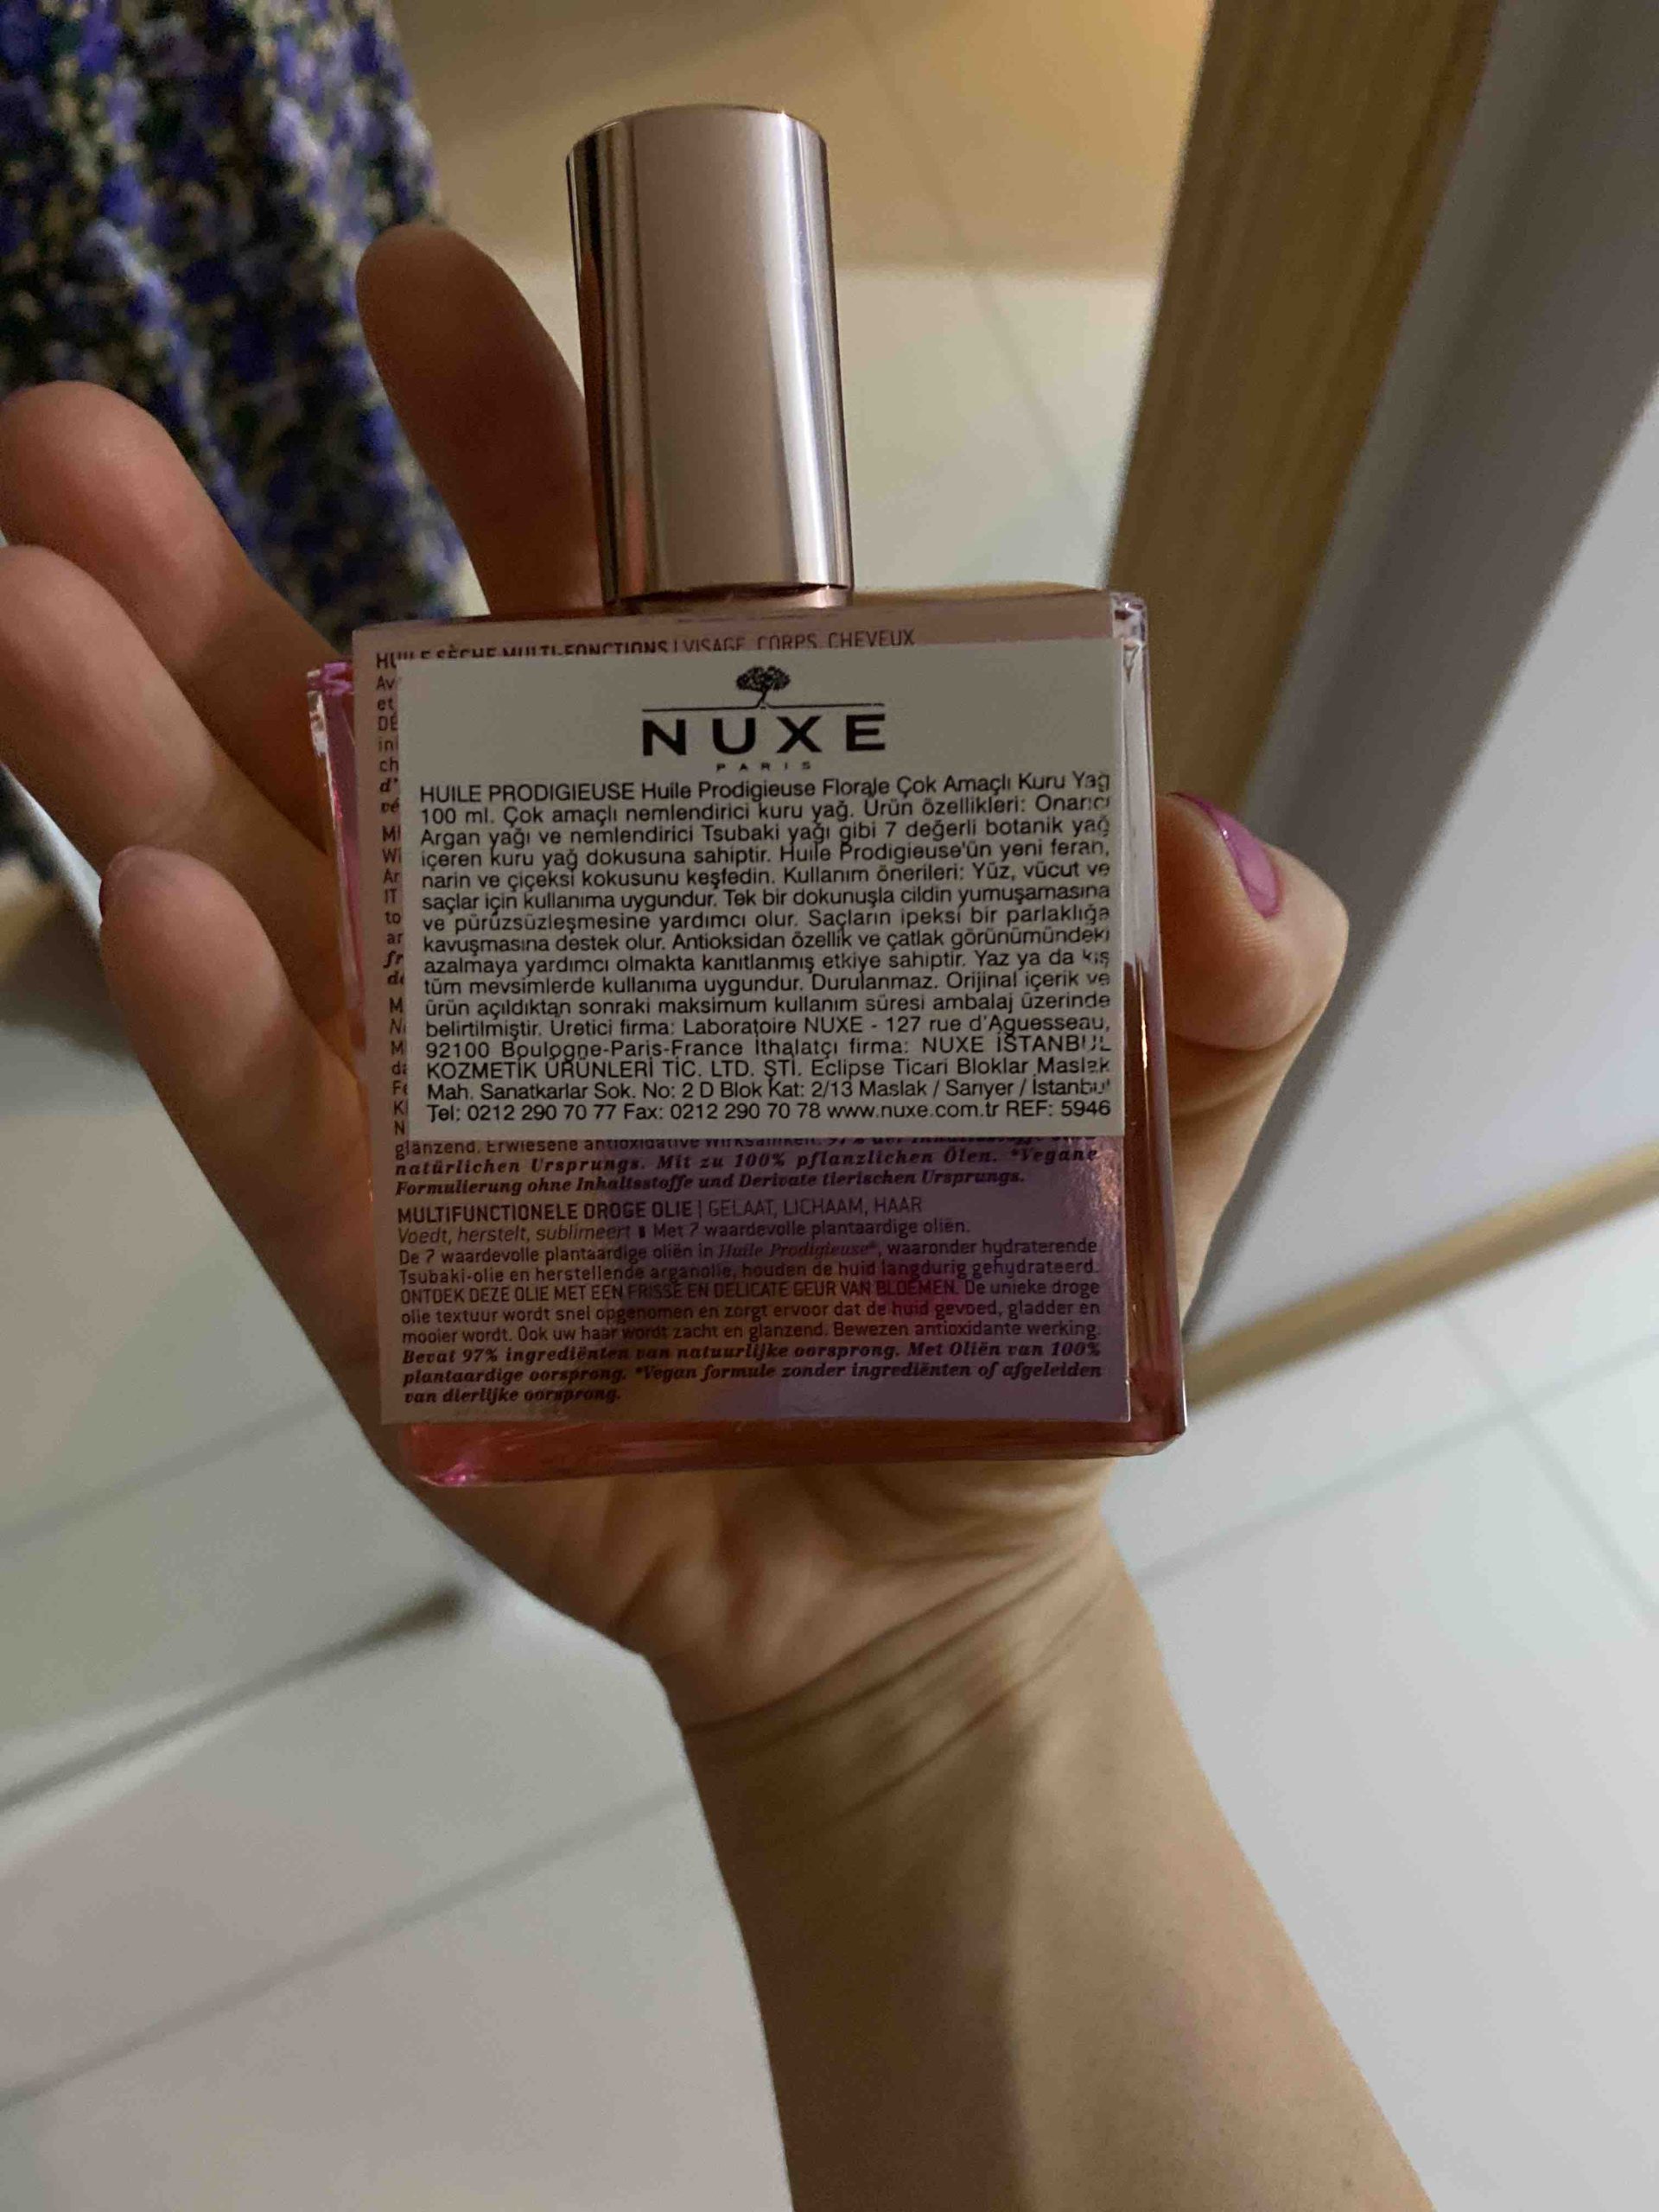 HUILE SÈCHE MULTI-FONCTIONS | VISAGE, CORPS, CHEVEUX
NUXE
PARIS
HUILE PRODIGIEUSE Huile Prodigieuse Florale Çok Amaçlı Kuru Yağ
100 ml. Çok amaçlı nemlendirici kuru yağ. Ürün özellikleri: Onarıcı
Argan yağı ve nemlendirici Tsubaki yağı gibi 7 değerli botanik yağ
içeren kuru yağ dokusuna sahiptir. Huile Prodigieuse'ün yeni feran,
narin ve çiçeksi kokusunu keşfedin. Kullanım önerileri: Yüz, vücut ve
saçlar için kullanıma uygundur. Tek bir dokunuşla cildin yumuşamasına
ve pürüzsüzleşmesine yardımcı olur. Saçların ipeksi bir parlaklığa
kavuşmasına destek olur. Antioksidan özellik ve çatlak görünümündeki
azalmaya yardımcı olmakta kanıtlanmış etkiye sahiptir. Yaz ya da kış
tüm mevsimlerde kullanıma uygundur. Durulanmaz. Orijinal içerik ve
ürün açıldıktan sonraki maksimum kullanım süresi ambalaj üzerinde
belirtilmiştir. Üretici firma: Laboratoire NUXE - 127 rue d'Aguesseau,
92100 Boulogne-Paris-France İthalatçı firma: NUXE İSTANBUL
KOZMETİK ÜRÜNLERİ TİC. LTD. ŞTİ. Eclipse Ticari Bloklar Maslak
Mah. Sanatkarlar Sok. No: 2 D Blok Kat: 2/13 Maslak / Sarıyer / İstanbul
Tel: 0212 290 70 77 Fax: 0212 290 70 78 www.nuxe.com.tr REF: 5946
glänzend. Erwiesene antioxidative Wirksamkeit. 97% der
natürlichen Ursprungs. Mit zu 100% pflanzlichen Ölen. *Vegane
Formulierung ohne Inhaltsstoffe und Derivate tierischen Ursprungs.
MULTIFUNCTIONELE DROGE OLIE | GELAAT, LICHAAM, HAAR
Voedt, herstelt, sublimeert ▮ Met 7 waardevolle plantaardige oliën.
De 7 waardevolle plantaardige oliën in Huile Prodigieuse®, waaronder hydraterende
Tsubaki-olie en herstellende arganolie, houden de huid langdurig gehydrateerd.
ONTDEK DEZE OLIE MET EEN FRISSE EN DELICATE GEUR VAN BLOEMEN. De unieke droge
olie textuur wordt snel opgenomen en zorgt ervoor dat de huid gevoed, gladder en
mooier wordt. Ook uw haar wordt zacht en glanzend. Bewezen antioxidante werking.
Bevat 97% ingrediënten van natuurlijke oorsprong. Met Oliën van 100%
plantaardige oorsprong. *Vegan formule zonder ingrediënten of afgeleiden
van dierlijke oorsprong.